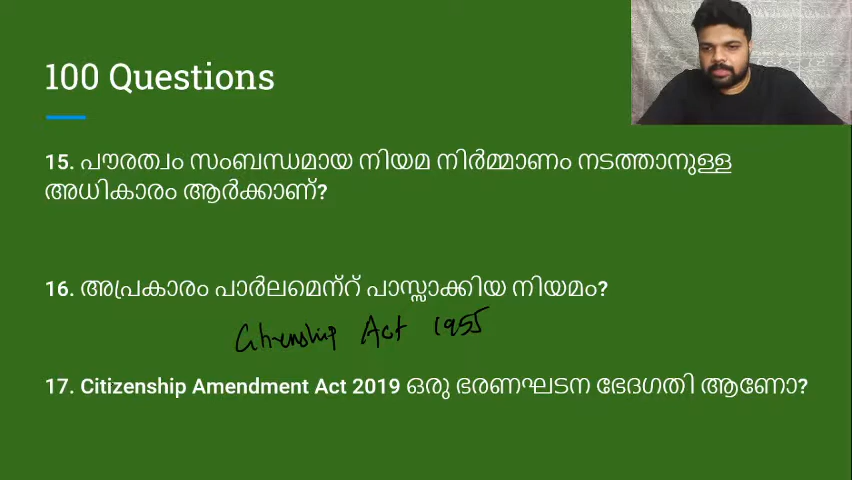 100 Questions
15. പൗരത്വം സംബന്ധമായ നിയമ നിർമ്മാണം നടത്താനുള്ള
അധികാരം ആർക്കാണ്?
16. അപ്രകാരം പാർലമെന്റ് പാസ്സാക്കിയ നിയമം?
Citizenship Act 1955
17. Citizenship Amendment Act 2019 ഒരു ഭരണഘടന ഭേദഗതി ആണോ?